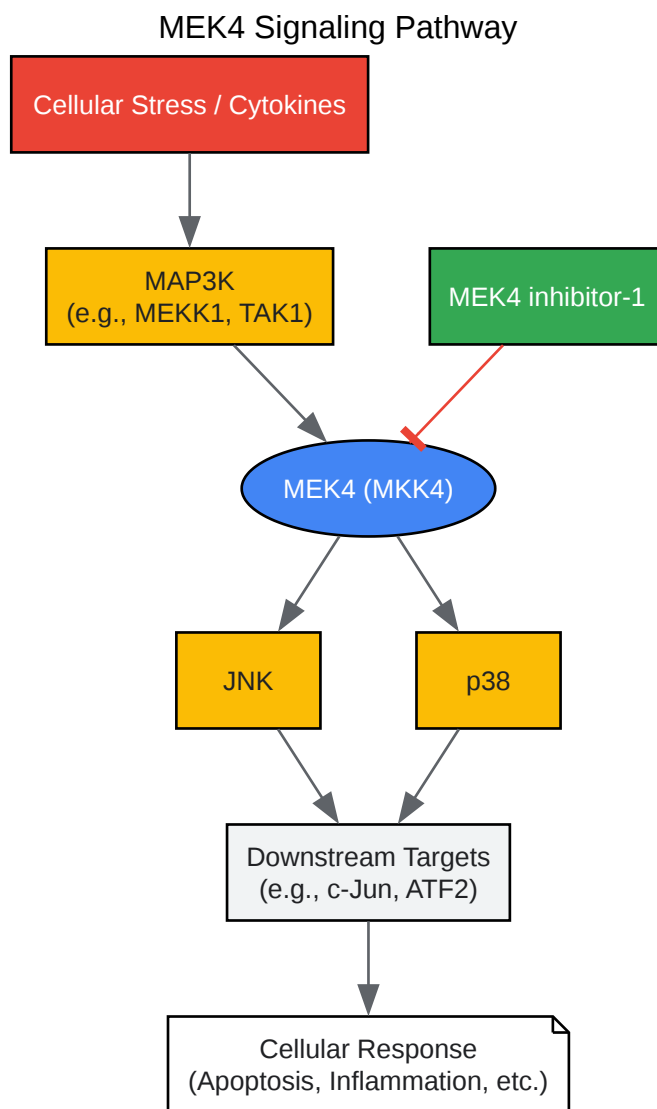 MEK4 Signaling Pathway
Cellular Stress / Cytokines
MAP3K
(e.g., MEKK1, TAK1)
MEK4 inhibitor-1
MEK4 (MKK4)
JNK
p38
Downstream Targets
(e.g., c-Jun, ATF2)
Cellular Response
(Apoptosis, Inflammation, etc.)